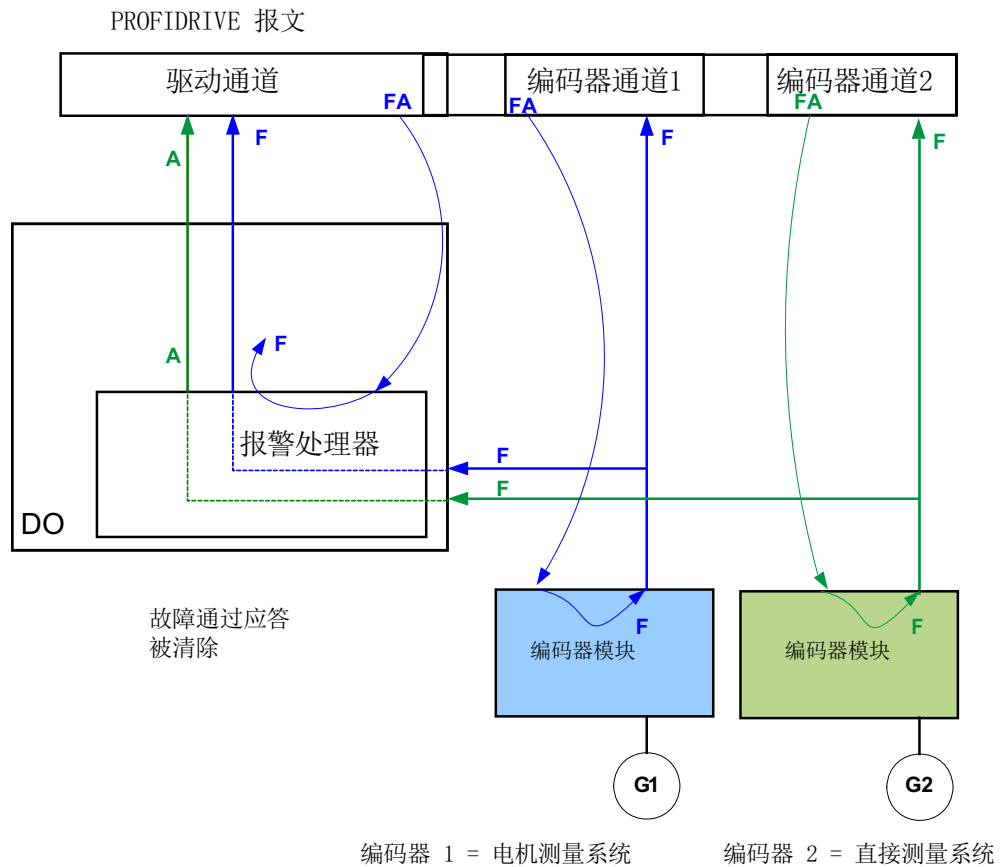 PROFIDRIVE 报文
驱动通道
编码器通道1
编码器通道2
FA
FA
FA
A
F
F
F
A
F
报警处理器
F
F
DO
故障通过应答
被清除
F
编码器模块
F
编码器模块
G1
G2
编码器 1 = 电机测量系统
编码器 2 = 直接测量系统